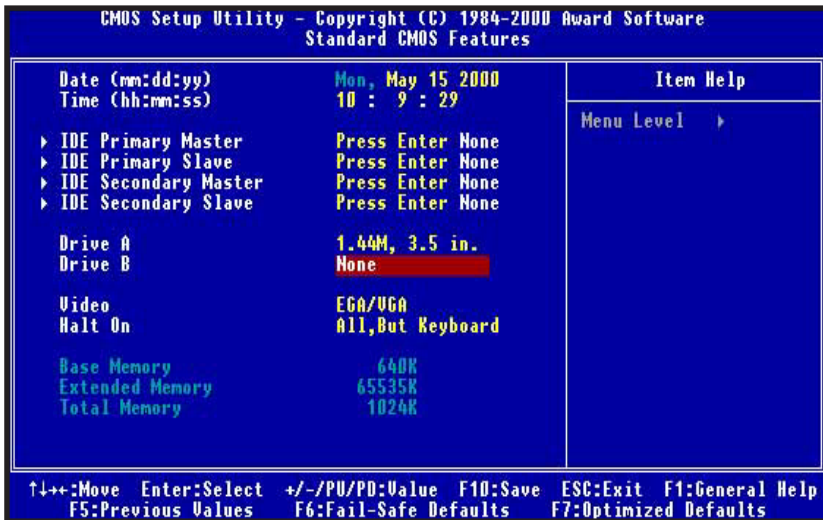 CMOS Setup Utility - Copyright (C) 1984-2000 Award Software
Standard CMOS Features
Date (mm:dd:yy) Mon, May 15 2000
Time (hh:mm:ss) 10 : 9 : 29
IDE Primary Master Press Enter None
IDE Primary Slave Press Enter None
IDE Secondary Master Press Enter None
IDE Secondary Slave Press Enter None
Drive A 1.44M, 3.5 in.
Drive B None
Video EGA/VGA
Halt On All,But Keyboard
Base Memory 640K
Extended Memory 65535K
Total Memory 1024K
Item Help
Menu Level
↑↓→←:Move Enter:Select +/-/PU/PD:Value F10:Save ESC:Exit F1:General Help
F5:Previous Values F6:Fail-Safe Defaults F7:Optimized Defaults